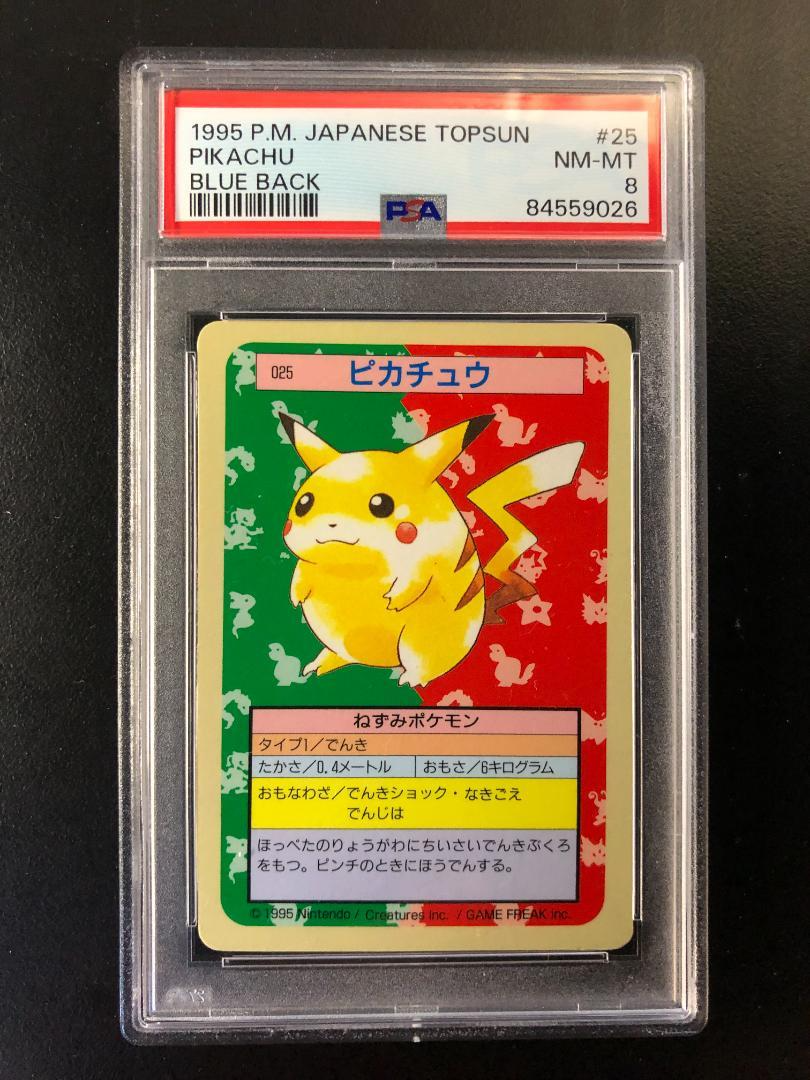 1995 P.M. JAPANESE TOPSUN #25
PIKACHU NM-MT
BLUE BACK 8
PSA 84559026
025 ピカチュウ
ねずみポケモン
タイプ1/でんき
たかさ/0.4メートル おもさ/6キログラム
おもなわざ/でんきショック・なきごえ
でんじは
ほっぺたのりょうがわにちいさいでんきぶくろ
をもつ。ピンチのときにほうでんする。
© 1995 Nintendo / Creatures inc. / GAME FREAK inc.